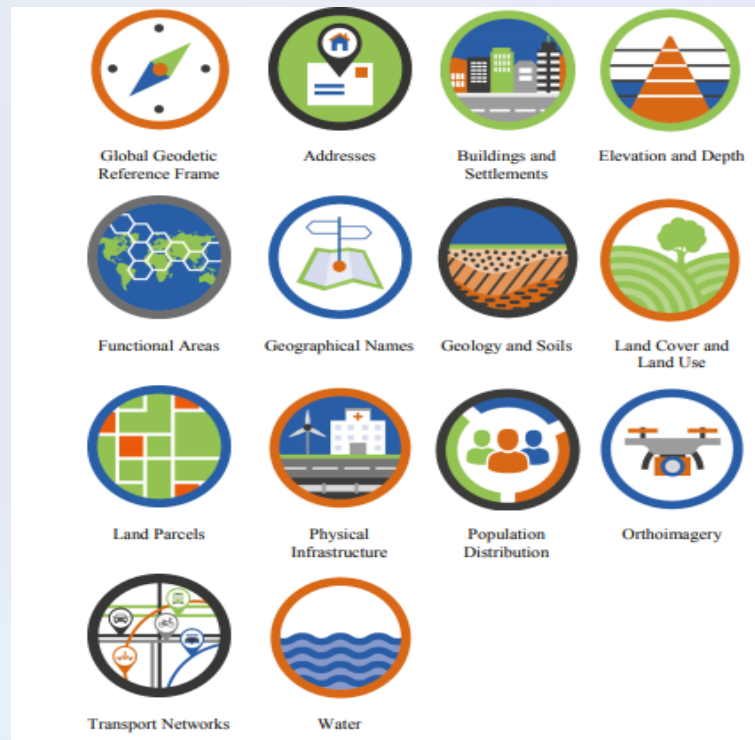 Global Geodetic
Reference Frame
Addresses
Buildings and
Settlements
Elevation and Depth
Functional Areas
Geographical Names
Geology and Soils
Land Cover and
Land Use
Land Parcels
Physical
Infrastructure
Population
Distribution
Orthoimagery
Transport Networks
Water